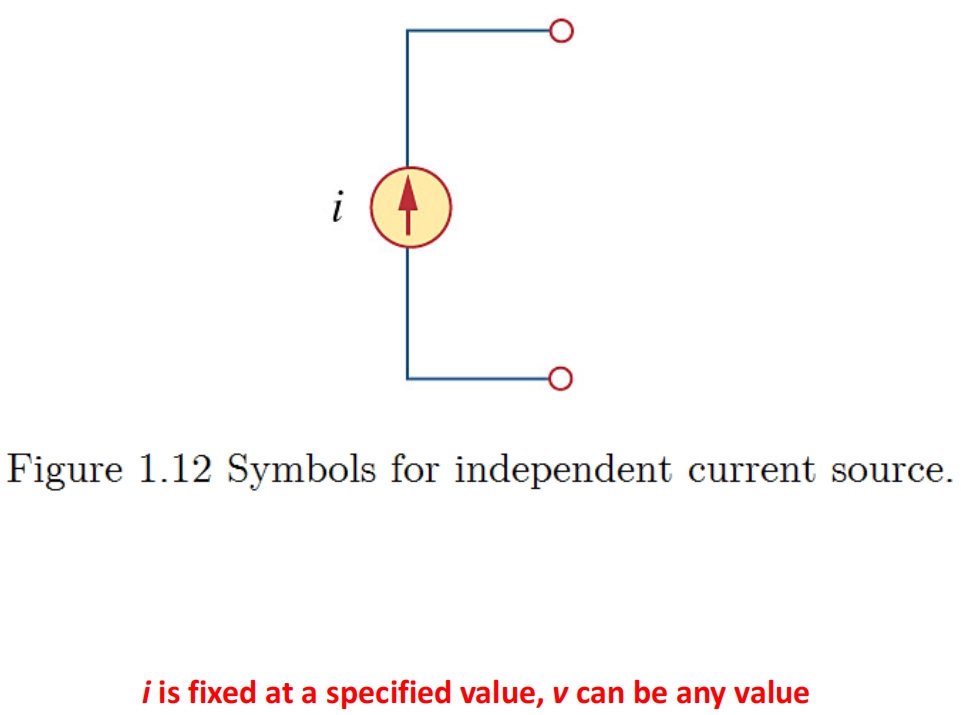 i
Figure 1.12 Symbols for independent current source.
i is fixed at a specified value, v can be any value